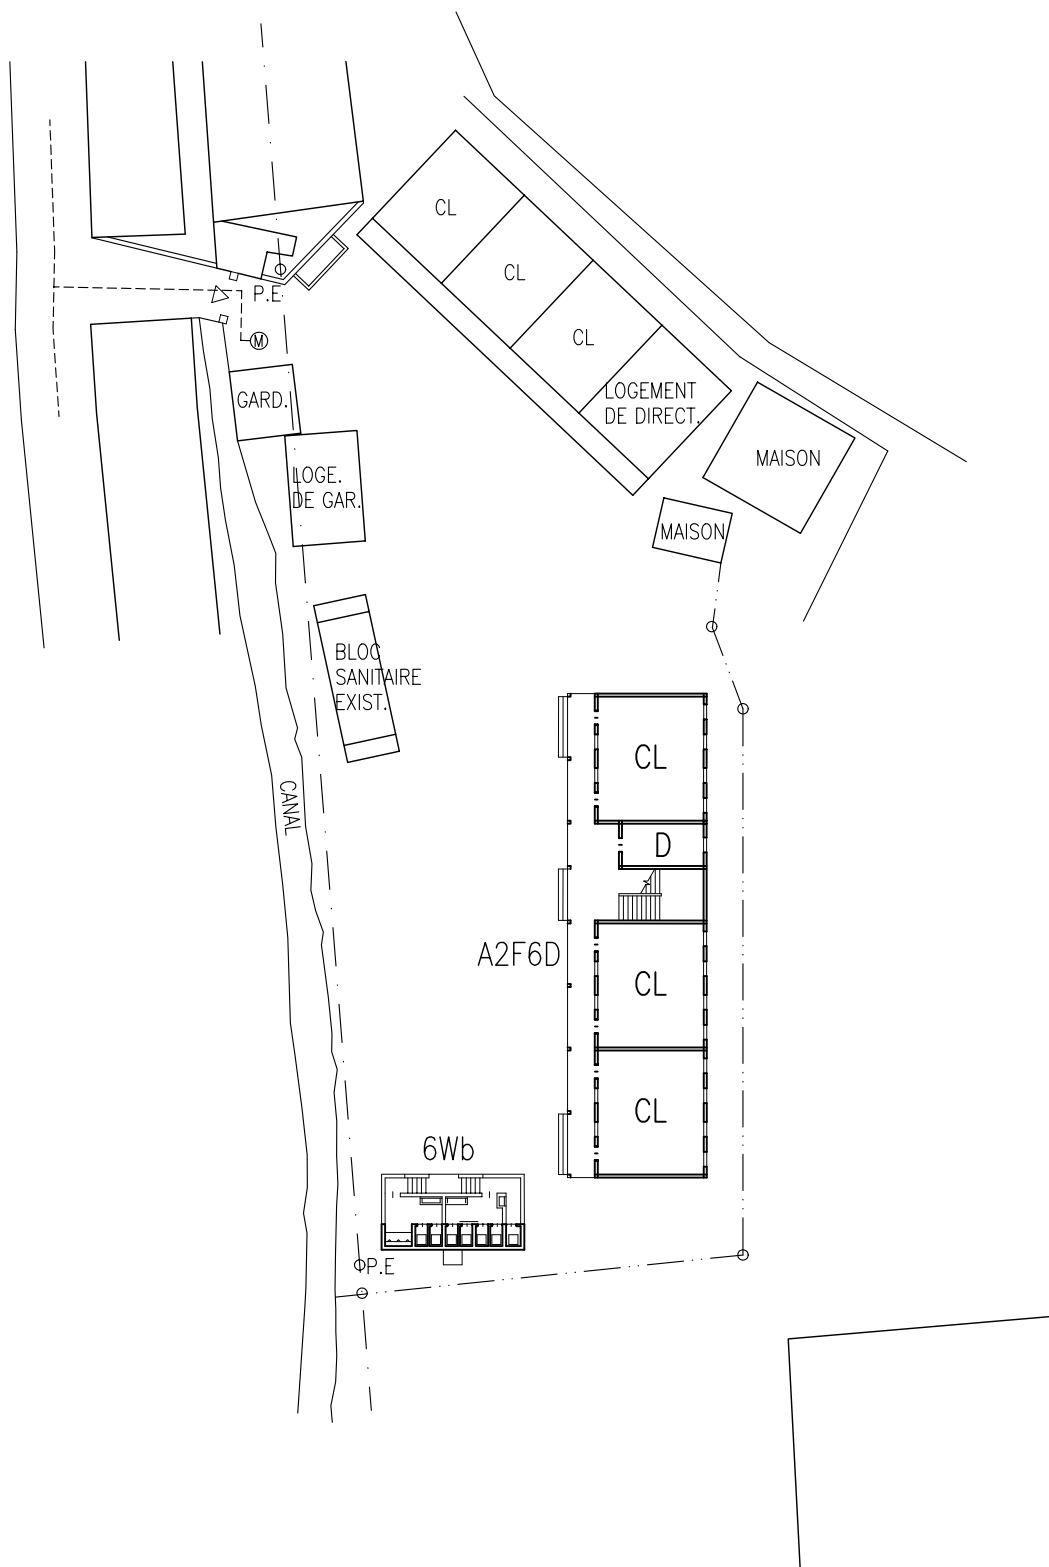 CL
CL
P.E
CL
M
GARD.
LOGEMENT
DE DIRECT.
MAISON
LOGE.
DE GAR.
MAISON
BLOC
SANITAIRE
EXIST.
CL
CANAL
D
A2F6D
CL
CL
6Wb
P.E